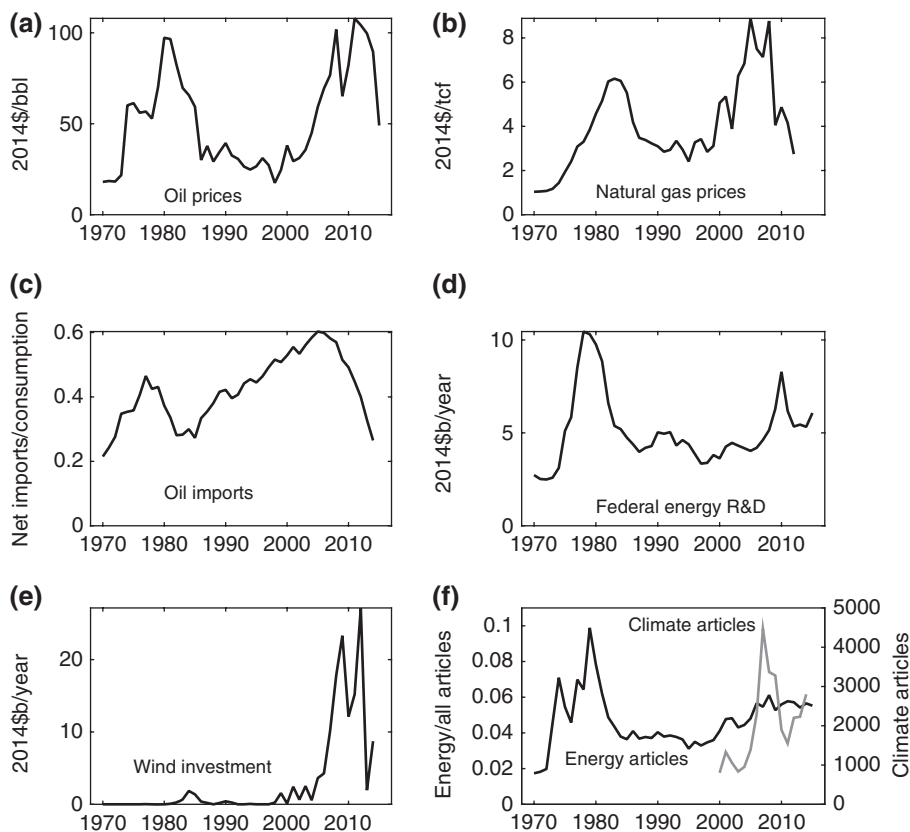 (a)
2014$/bbl
100
50
0
Oil prices
1970 1980 1990 2000 2010
(b)
2014$/tcf
8
6
4
2
0
Natural gas prices
1970 1980 1990 2000 2010
(c)
Net imports/consumption
0.6
0.4
0.2
0
Oil imports
1970 1980 1990 2000 2010
(d)
2014$b/year
10
5
0
Federal energy R&D
1970 1980 1990 2000 2010
(e)
2014$b/year
20
10
0
Wind investment
1970 1980 1990 2000 2010
(f)
Energy/all articles
0.1
0.08
0.06
0.04
0.02
0
Climate articles
Energy articles
5000
4000
3000
2000
1000
0
Climate articles
1970 1980 1990 2000 2010